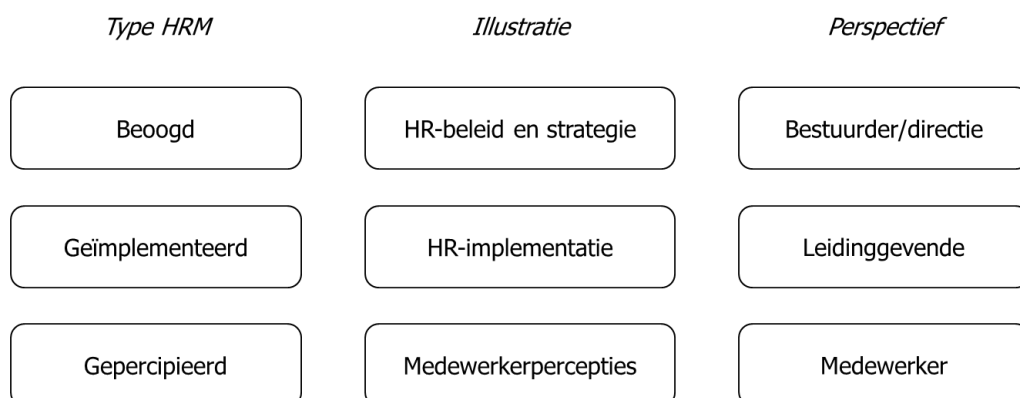 Type HRM
Illustratie
Perspectief
Beoogd
HR-beleid en strategie
Bestuurder/directie
Geïmplementeerd
HR-implementatie
Leidinggevende
Gepercipieerd
Medewerkerpercepties
Medewerker